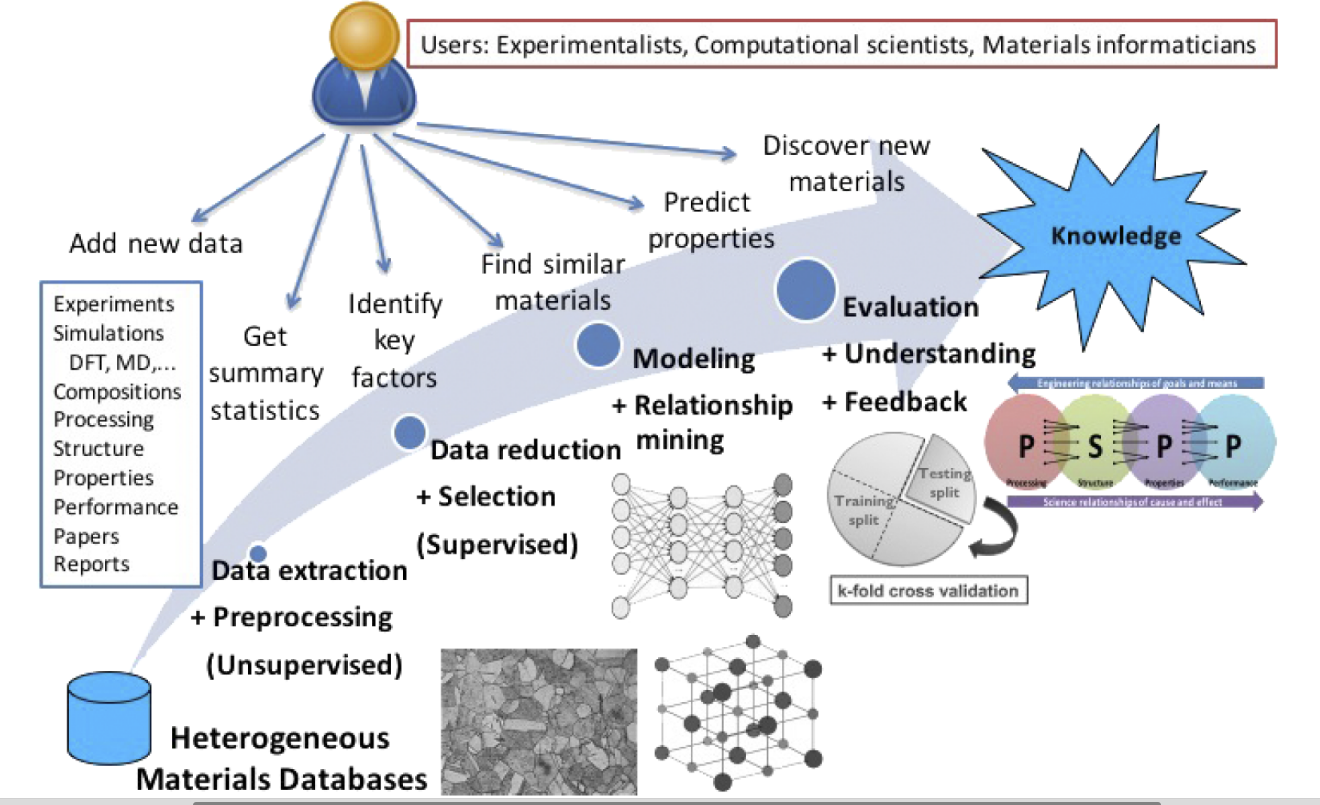 Users: Experimentalists, Computational scientists, Materials informaticians
Discover new
materials
Predict
properties
Find similar
materials
Identify
key
factors
Get
summary
statistics
Add new data
Experiments
Simulations
DFT, MD,...
Compositions
Processing
Structure
Properties
Performance
Papers
Reports
Knowledge
Evaluation
+ Understanding
+ Feedback
Modeling
+ Relationship
mining
Data reduction
+ Selection
(Supervised)
Data extraction
+ Preprocessing
(Unsupervised)
Heterogeneous
Materials Databases
Testing
split
Training
split
k-fold cross validation
Engineering relationships of goals and means
P S P P
Processing Structure Properties Performance
Science relationships of cause and effect